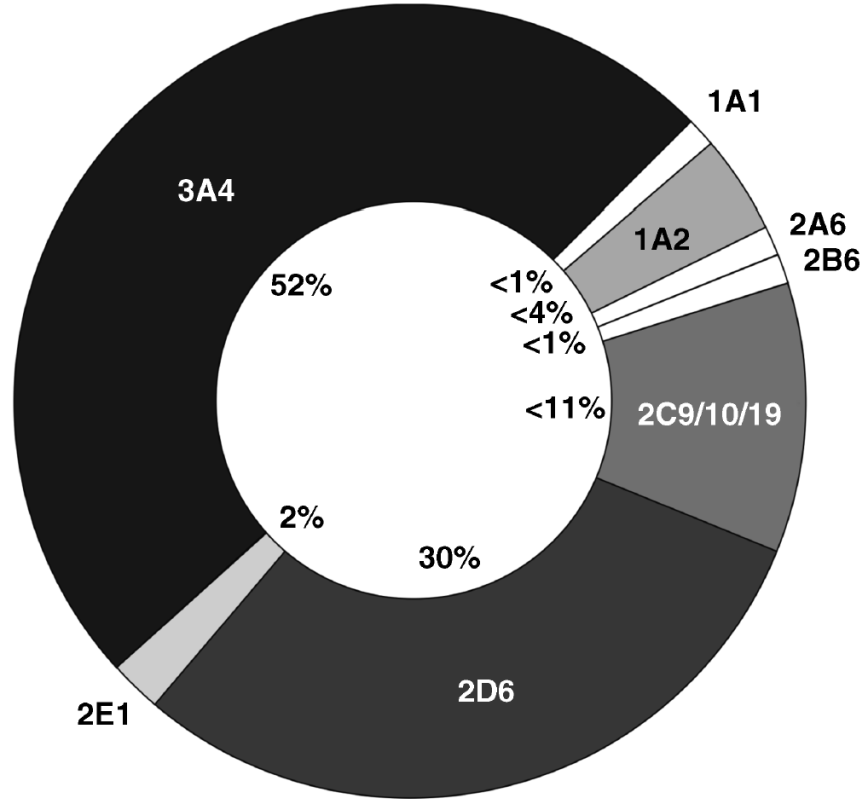 1A1
3A4
2A6
1A2
2B6
52%
<1%
<4%
<1%
<11%
2C9/10/19
2%
30%
2D6
2E1